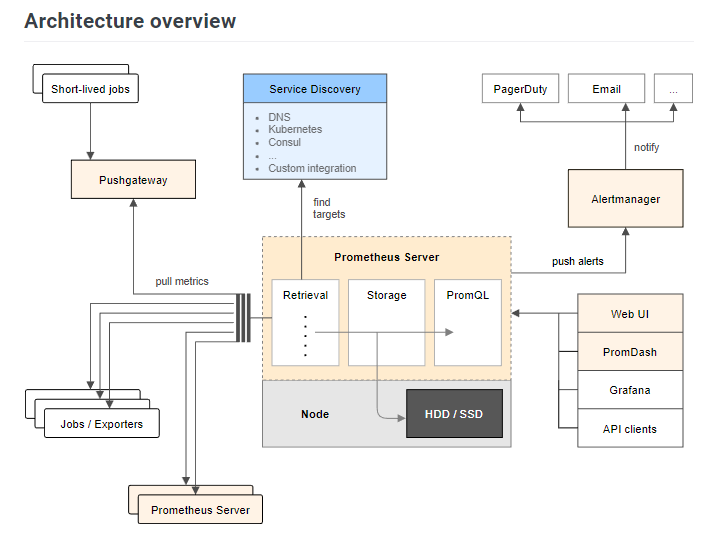 Architecture overview
Short-lived jobs
Service Discovery
DNS
Kubernetes
Consul
...
Custom integration
PagerDuty
Email
...
Pushgateway
notify
Alertmanager
find
targets
pull metrics
Prometheus Server
push alerts
Retrieval
Storage
PromQL
Web UI
PromDash
Grafana
API clients
Jobs / Exporters
Node
HDD / SSD
Prometheus Server